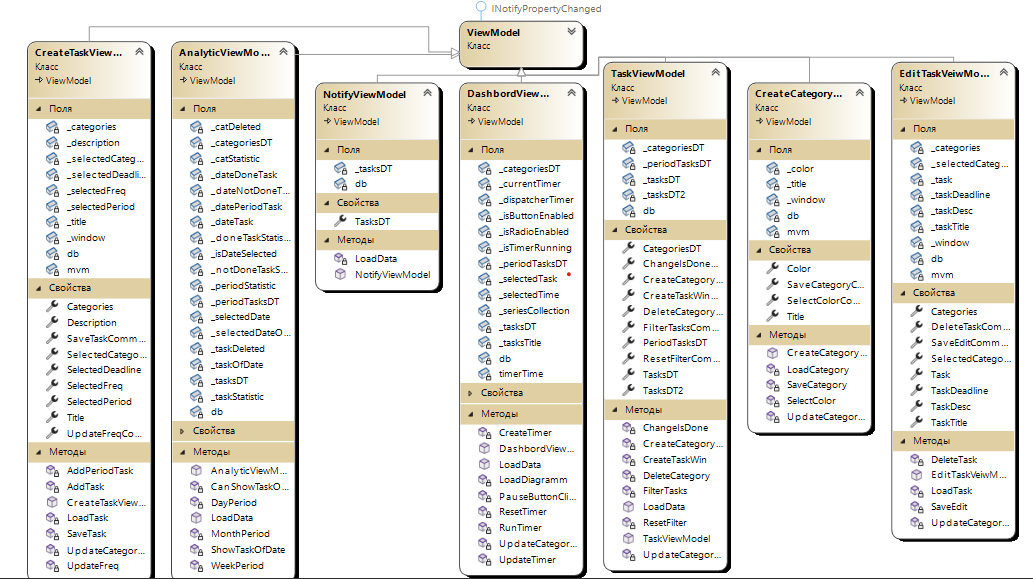 INotifyPropertyChanged
ViewModel
Класс
CreateTaskView...
Класс
ViewModel
Поля
_categories
_description
_selectedCateg...
_selectedDeadli...
_selectedFreq
_selectedPeriod
_title
_window
db
mvm
Свойства
Categories
Description
SaveTaskComm...
SelectedCatego...
SelectedDeadline
SelectedFreq
SelectedPeriod
Title
UpdateFreqCo...
Методы
AddPeriodTask
AddTask
CreateTaskView...
LoadTask
SaveTask
UpdateCategor...
UpdateFreq
AnalyticViewMo...
Класс
ViewModel
Поля
_catDeleted
_categoriesDT
_catStatistic
_dateDoneTask
_dateNotDoneT...
_datePeriodTask
_dateTask
_doneTaskStatis...
_isDateSelected
_notDoneTaskS...
_periodStatistic
_periodTasksDT
_selectedDate
_selectedDateO...
_taskDeleted
_taskOfDate
_tasksDT
_taskStatistic
db
Свойства
Методы
AnalyticViewM...
CanShowTaskO...
DayPeriod
LoadData
MonthPeriod
ShowTaskOfDate
WeekPeriod
NotifyViewModel
Класс
ViewModel
Поля
_tasksDT
db
Свойства
TasksDT
Методы
LoadData
NotifyViewModel
DashbordView...
Класс
ViewModel
Поля
_categoriesDT
_currentTimer
_dispatcherTimer
_isButtonEnabled
_isRadioEnabled
_isTimerRunning
_periodTasksDT
_selectedTask
_selectedTime
_seriesCollection
_tasksDT
_tasksTitle
db
timerTime
Свойства
Методы
CreateTimer
DashbordView...
LoadData
LoadDiagramm
PauseButtonCli...
ResetTimer
RunTimer
UpdateCategor...
UpdateTimer
TaskViewModel
Класс
ViewModel
Поля
_categoriesDT
_periodTasksDT
_tasksDT
_tasksDT2
db
Свойства
CategoriesDT
ChangeIsDone...
CreateCategory...
CreateTaskWin...
DeleteCategory...
FilterTasksCom...
PeriodTasksDT
ResetFilterCom...
TasksDT
TasksDT2
Методы
ChangeIsDone
CreateCategory...
CreateTaskWin
DeleteCategory
FilterTasks
LoadData
ResetFilter
TaskViewModel
UpdateCategor...
CreateCategory...
Класс
ViewModel
Поля
_color
_title
_window
db
mvm
Свойства
Color
SaveCategoryC...
SelectColorCo...
Title
Методы
CreateCategory...
LoadCategory
SaveCategory
SelectColor
UpdateCategor...
EditTaskVeiwMo...
Класс
ViewModel
Поля
_categories
_selectedCateg...
_task
_taskDeadline
_taskDesc
_taskTitle
_window
db
mvm
Свойства
Categories
DeleteTaskCom...
SaveEditComm...
SelectedCatego...
Task
TaskDeadline
TaskDesc
TaskTitle
Методы
DeleteTask
EditTaskVeiwM...
LoadTask
SaveEdit
UpdateCategor...